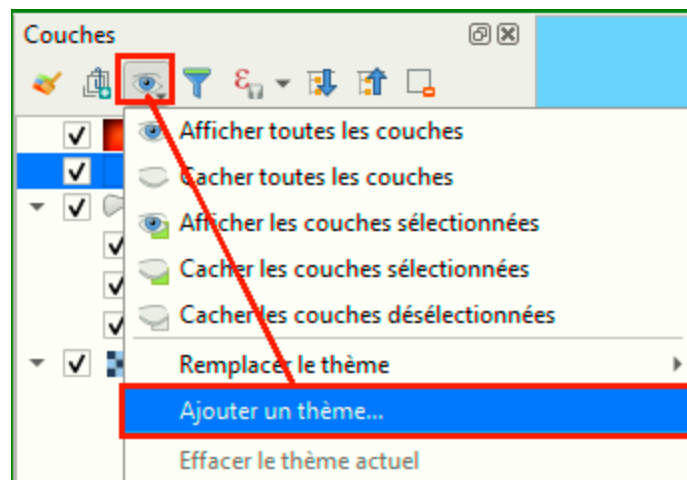 Couches
Afficher toutes les couches
Cacher toutes les couches
Afficher les couches sélectionnées
Cacher les couches sélectionnées
Cacher les couches désélectionnées
Remplacer le thème
Ajouter un thème...
Effacer le thème actuel